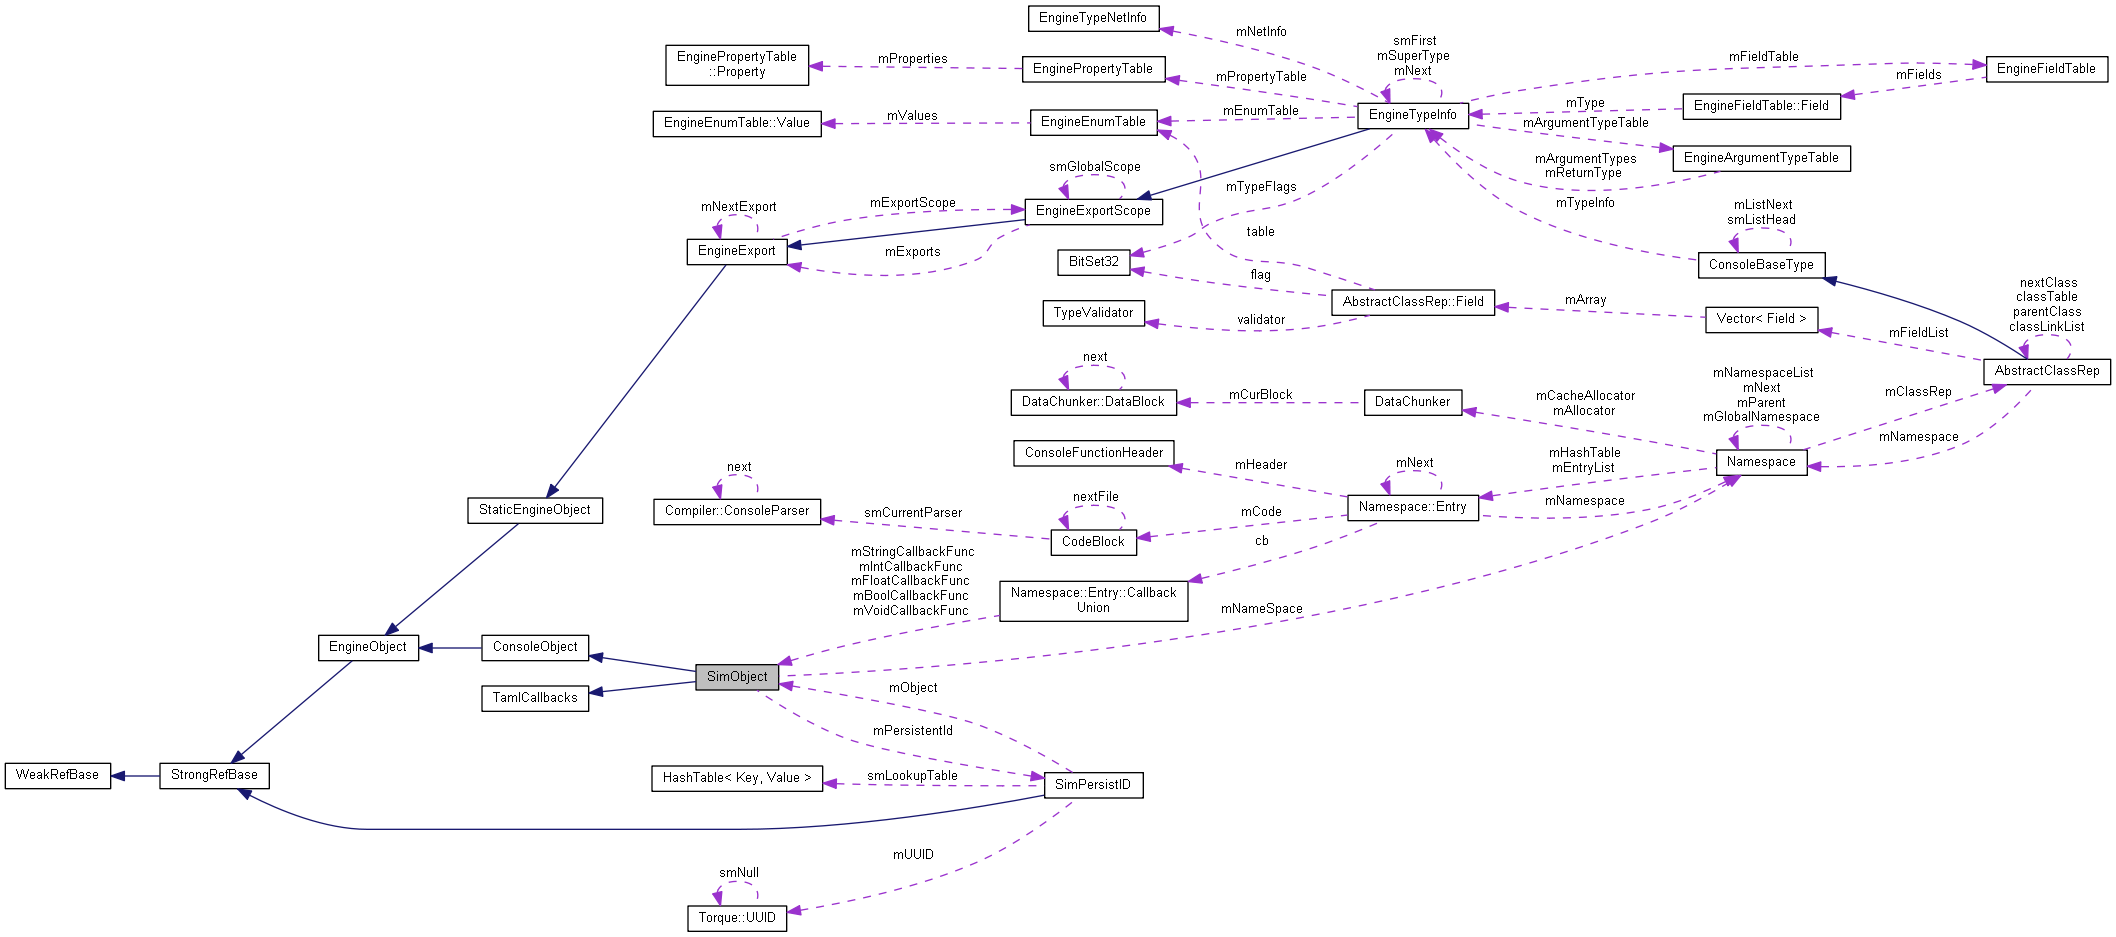 EngineTypeNetInfo
mNetInfo
smFirst
mSuperType
mNext
EnginePropertyTable
::Property
mProperties
EnginePropertyTable
mPropertyTable
mFieldTable
EngineFieldTable
mFields
EngineEnumTable::Value
mValues
EngineEnumTable
mEnumTable
EngineTypeInfo
mType
EngineFieldTable::Field
mArgumentTypeTable
EngineArgumentTypeTable
mArgumentTypes
mReturnType
smGlobalScope
mTypeFlags
mTypeInfo
mNextExport
mExportScope
EngineExportScope
mListNext
smListHead
EngineExport
mExports
table
BitSet32
flag
ConsoleBaseType
TypeValidator
validator
AbstractClassRep::Field
mArray
Vector< Field >
mFieldList
nextClass
classTable
parentClass
classLinkList
AbstractClassRep
next
DataChunker::DataBlock
mCurBlock
DataChunker
mCacheAllocator
mAllocator
mNamespaceList
mNext
mParent
mGlobalNamespace
mClassRep
mNamespace
ConsoleFunctionHeader
mHeader
mNext
mHashTable
mEntryList
Namespace
next
Compiler::ConsoleParser
smCurrentParser
nextFile
CodeBlock
mCode
Namespace::Entry
mNamespace
StaticEngineObject
cb
mStringCallbackFunc
mIntCallbackFunc
mFloatCallbackFunc
mBoolCallbackFunc
mVoidCallbackFunc
Namespace::Entry::Callback
Union
mNameSpace
EngineObject
ConsoleObject
SimObject
TamlCallbacks
mObject
mPersistentId
WeakRefBase
StrongRefBase
HashTable< Key, Value >
smLookupTable
SimPersistID
mUUID
smNull
Torque::UUID